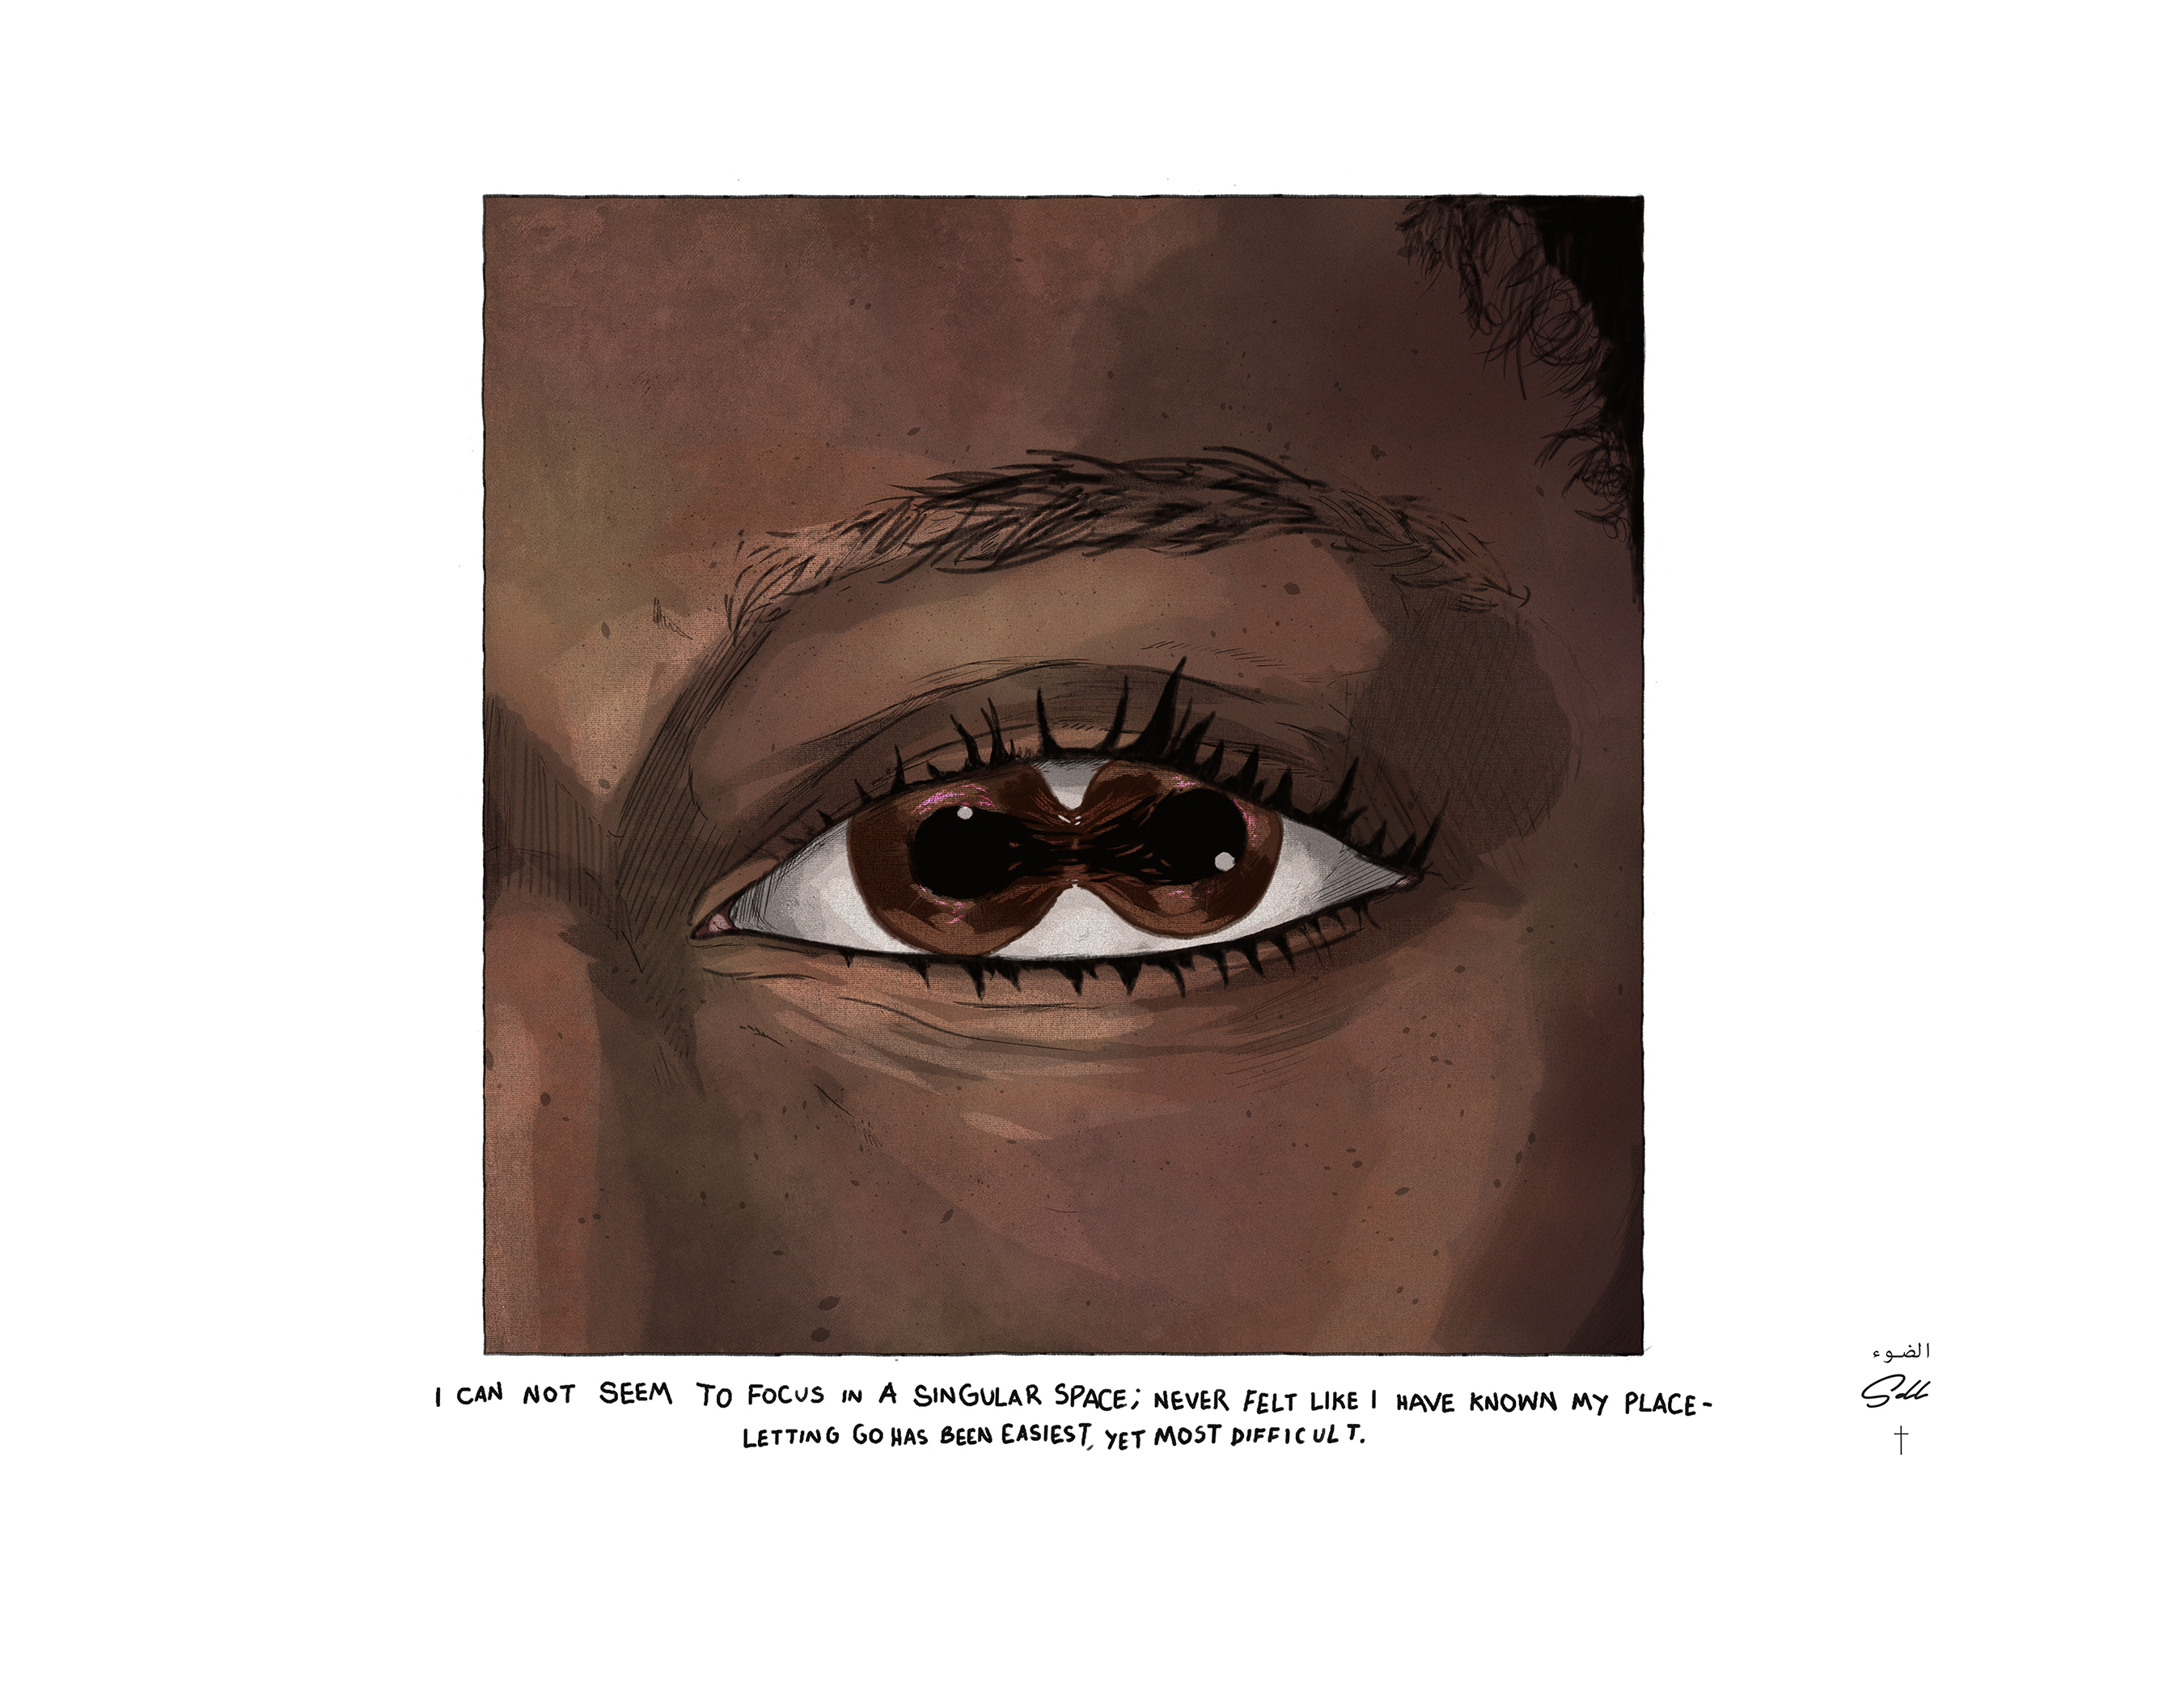 I CAN NOT SEEM TO FOCUS IN A SINGULAR SPACE; NEVER FELT LIKE I HAVE KNOWN MY PLACE-
LETTING GO HAS BEEN EASIEST, YET MOST DIFFICULT.
الضوء